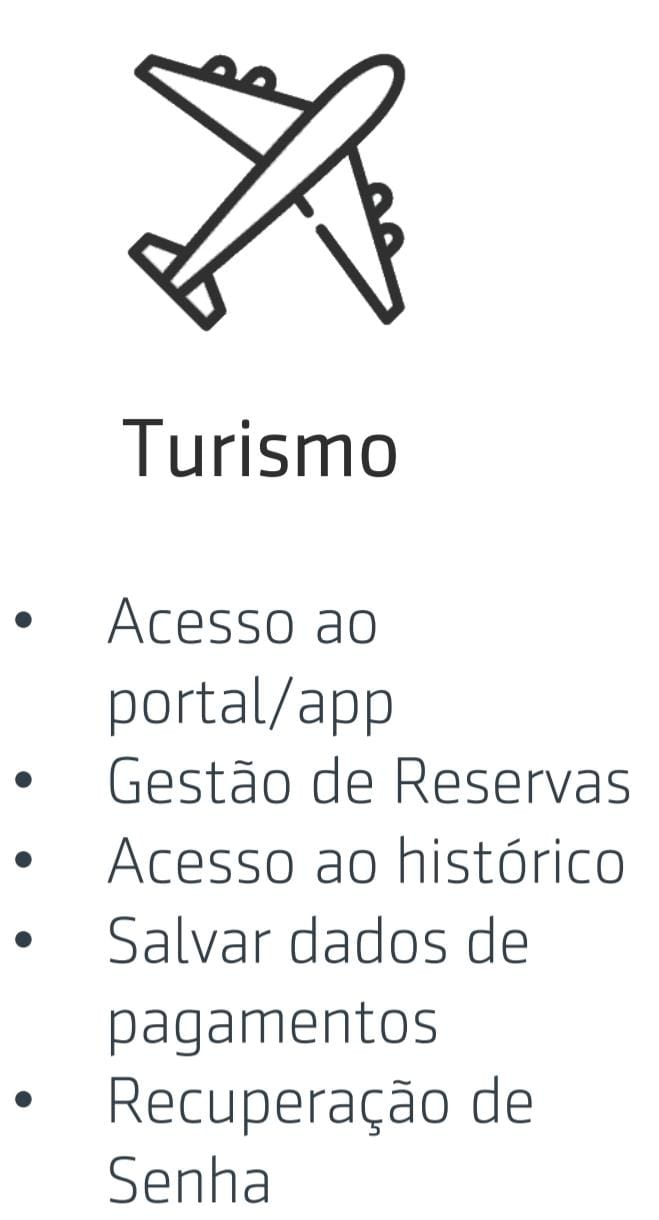 Turismo
• Acesso ao
portal/app
• Gestão de Reservas
• Acesso ao histórico
• Salvar dados de
pagamentos
• Recuperação de
Senha